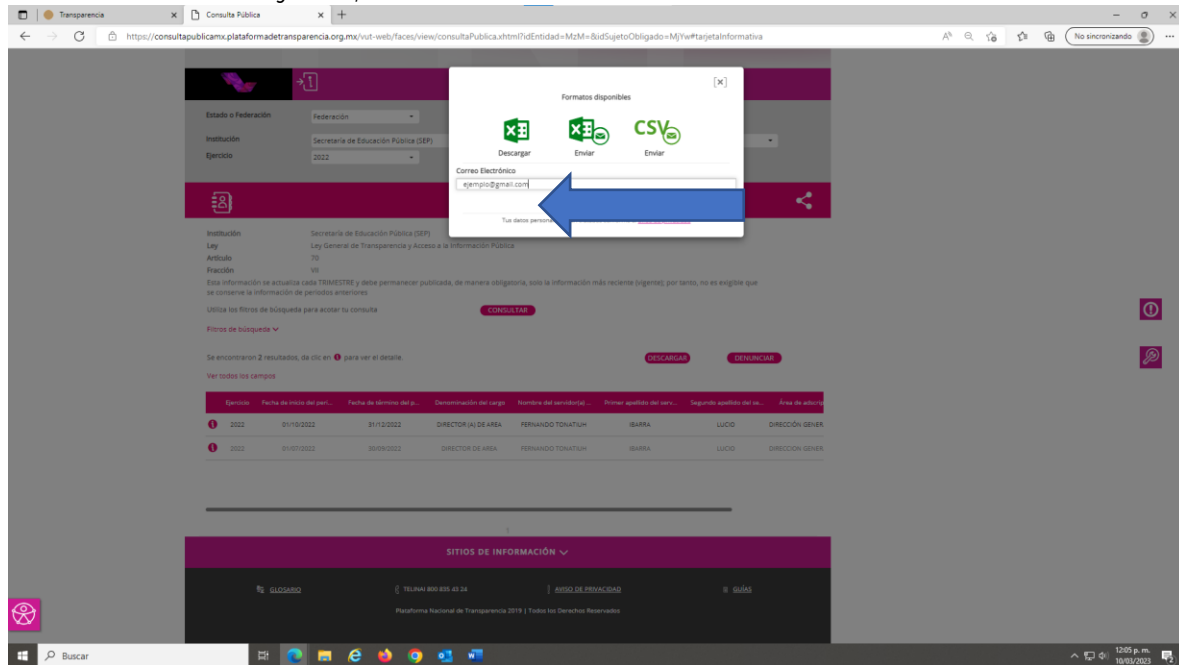 Transparencia
Consulta Pública
https://consultapublicamx.plataformadetransparencia.org.mx/vut-web/faces/view/consultaPublica.xhtml?idEntidad=MzM=&idSujetoObligado=MjYw#tarjetaInformativa
No sincronizando
[×]
Formatos disponibles
Estado o Federación
Federación
CSV
Institución
Secretaría de Educación Pública (SEP)
Descargar
Enviar
Enviar
Ejercicio
2022
Correo Electrónico
ejemplo@gmail.com
Tus datos persona
Institución
Secretaría de Educación Pública (SEP)
Ley
Ley General de Transparencia y Acceso a la Información Pública
Artículo
70
Fracción
VII
Esta información se actualiza cada TRIMESTRE y debe permanecer publicada, de manera obligatoria, solo la información más reciente (vigente); por tanto, no es exigible que
se conserve la información de periodos anteriores
Utiliza los filtros de búsqueda para acotar tu consulta
CONSULTAR
Filtros de búsqueda
Se encontraron 2 resultados, da clic en para ver el detalle.
DESCARGAR
DENUNCIAR
Ver todos los campos
Ejercicio Fecha de inicio del peri... Fecha de término del p... Denominación del cargo Nombre del servidor(a) ... Primer apellido del serv... Segundo apellido del se... Área de adscrip
2022 01/10/2022 31/12/2022 DIRECTOR (A) DE AREA FERNANDO TONATIUH IBARRA LUCIO DIRECCIÓN GENER
2022 01/07/2022 30/09/2022 DIRECTOR DE AREA FERNANDO TONATIUH IBARRA LUCIO DIRECCION GENER
SITIOS DE INFORMACIÓN
GLOSARIO
TELINAI 800 835 43 24
AVISO DE PRIVACIDAD
GUÍAS
Plataforma Nacional de Transparencia 2019 | Todos los Derechos Reservados
Buscar
12:05 p. m.
10/03/2023